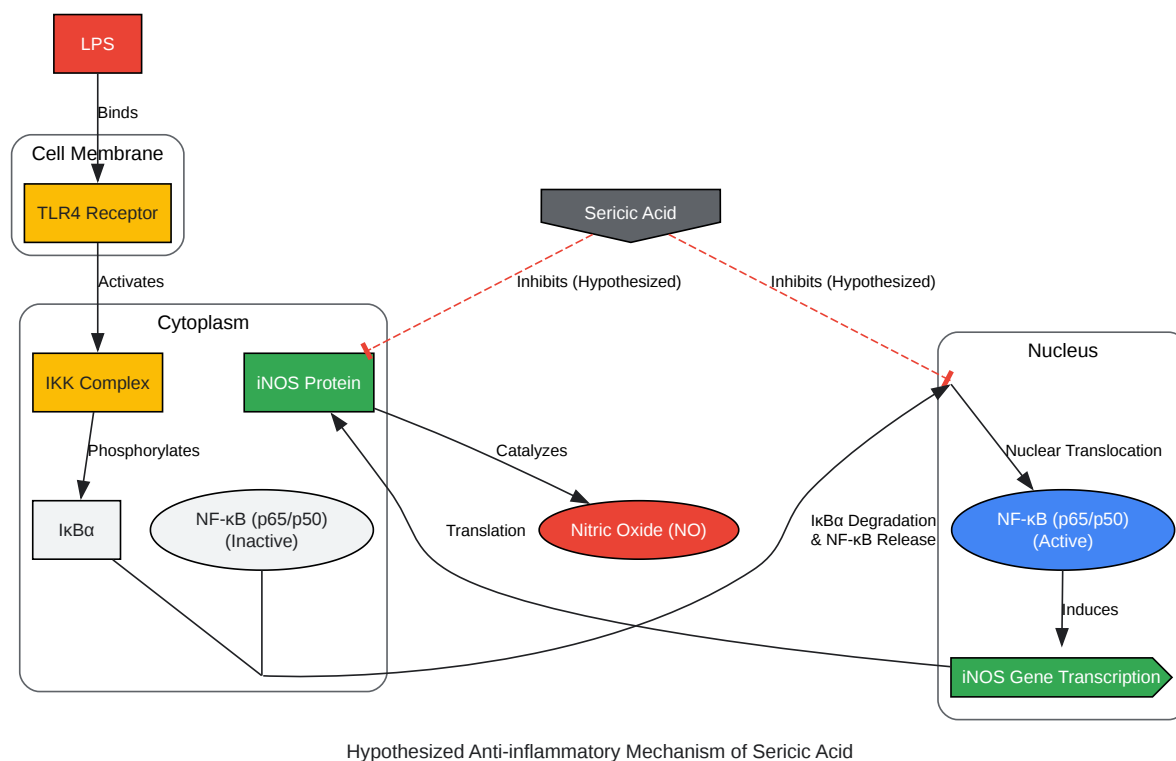 LPS
Binds
Cell Membrane
TLR4 Receptor
Sericic Acid
Activates
Inhibits (Hypothesized)
Inhibits (Hypothesized)
Cytoplasm
Nucleus
IKK Complex
iNOS Protein
Phosphorylates
Catalyzes
Nuclear Translocation
IκBα
NF-κB (p65/p50)
(Inactive)
Translation
Nitric Oxide (NO)
IκBα Degradation
& NF-κB Release
NF-κB (p65/p50)
(Active)
Induces
iNOS Gene Transcription
Hypothesized Anti-inflammatory Mechanism of Sericic Acid